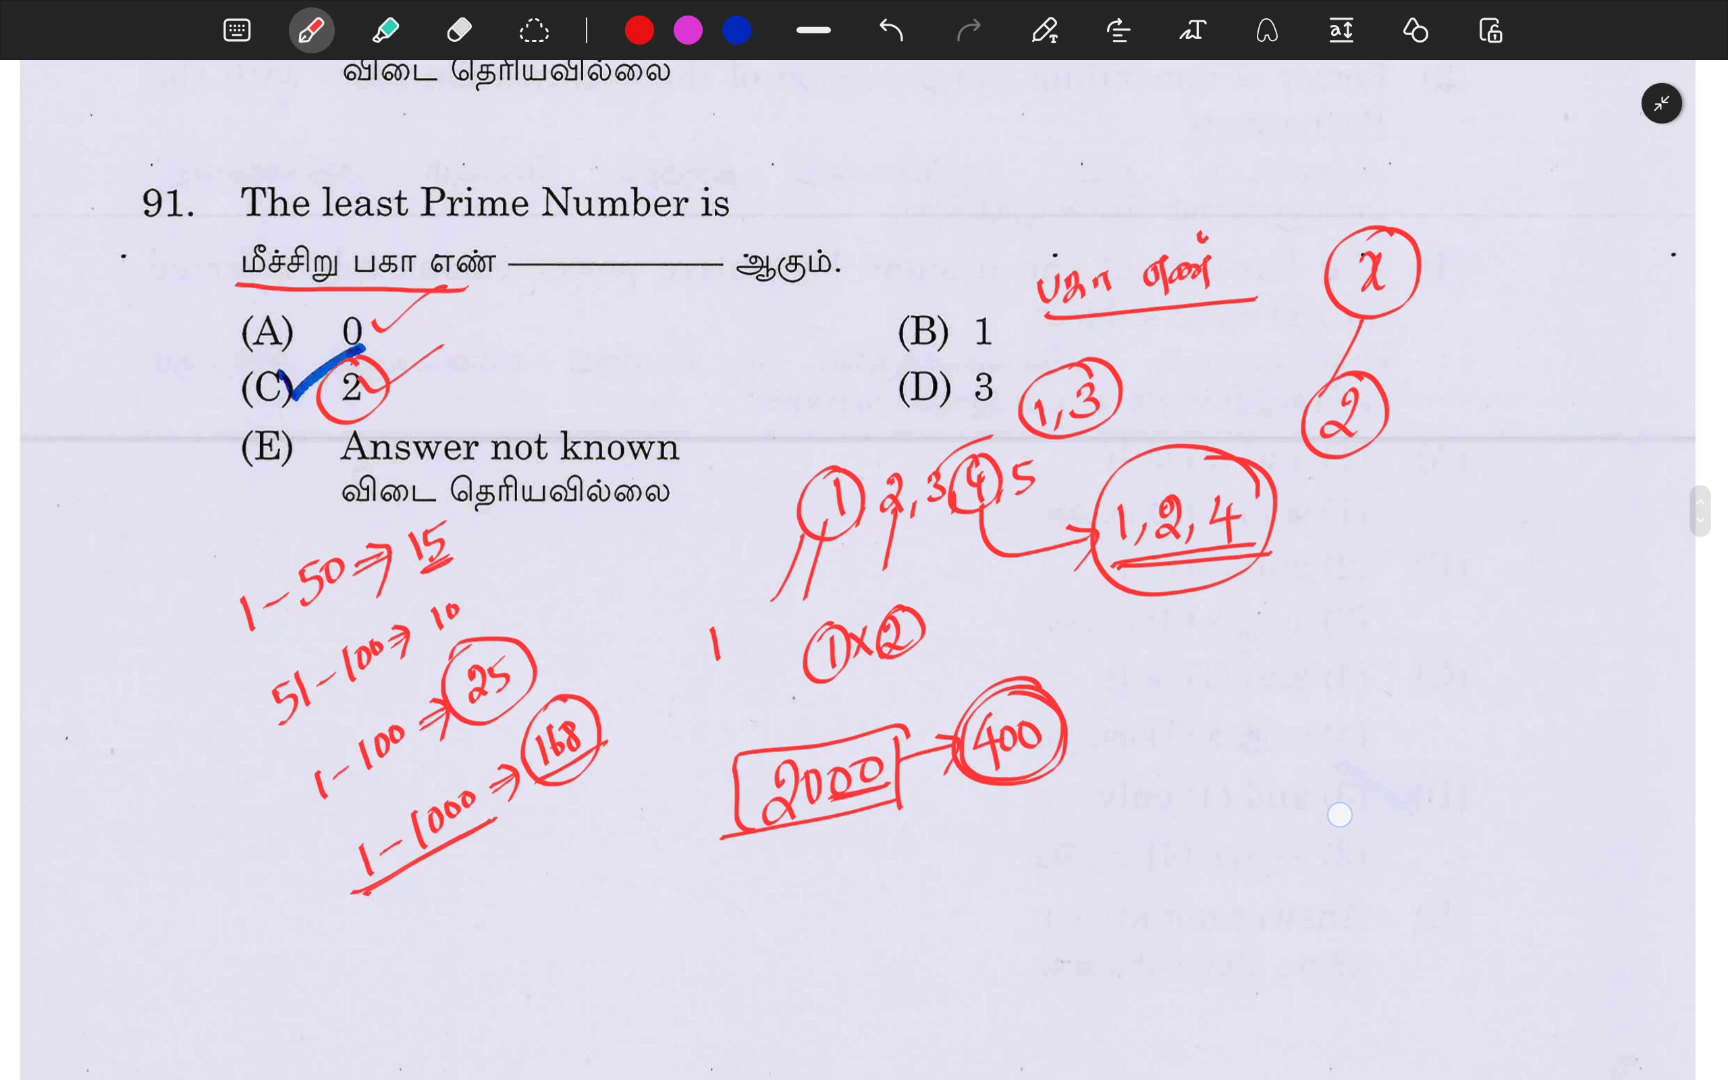 விடை தெரியவில்லை
91. The least Prime Number is
மீச்சிறு பகா எண் ———————— ஆகும்.
பகா எண்
x
(A) 0
(B) 1
(C) 2
(D) 3
1, 3
2
(E) Answer not known
விடை தெரியவில்லை
1 2, 3, 4, 5
1, 2, 4
1 - 50 ⇒ 15
51 - 100 ⇒ 10
1
1 x 2
1 - 100 ⇒ 25
1 - 1000 ⇒ 168
2000 → 400